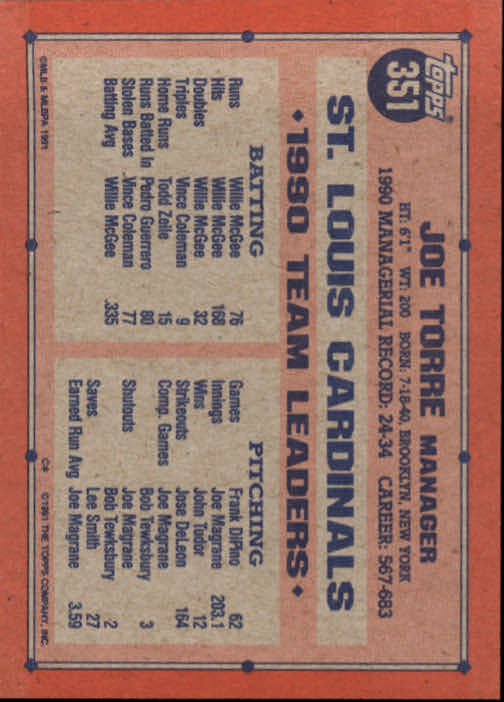 TOPPS
351
JOE TORRE MANAGER
HT: 6'1" WT: 200 BORN: 7-18-40, BROOKLYN, NEW YORK
1990 MANAGERIAL RECORD: 24-34 CAREER: 567-683
ST. LOUIS CARDINALS
•1990 TEAM LEADERS•
BATTING
Runs Willie McGee 76
Hits Willie McGee 168
Doubles Willie McGee 32
Triples Vince Coleman 9
Home Runs Todd Zeile 15
Runs Batted In Pedro Guerrero 80
Stolen Bases Vince Coleman 77
Batting Avg Willie McGee .335
PITCHING
Games Frank DiPino 62
Innings Joe Magrane 203.1
Wins John Tudor 12
Strikeouts Jose DeLeon 164
Comp. Games Joe Magrane
Bob Tewksbury 3
Shutouts Joe Magrane
Bob Tewksbury 2
Saves Lee Smith 27
Earned Run Avg Joe Magrane 3.59
©MLB & MLBPA 1991
C* ©1991 THE TOPPS COMPANY, INC.